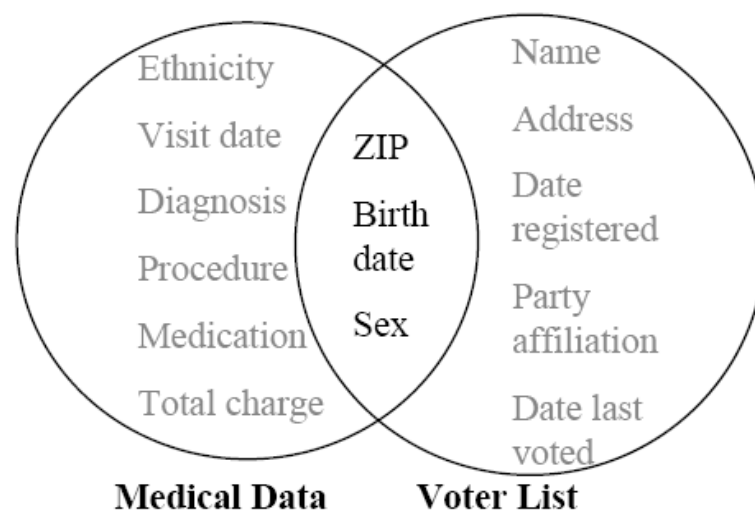 Ethnicity
Visit date
Diagnosis
Procedure
Medication
Total charge
ZIP
Birth
date
Sex
Name
Address
Date
registered
Party
affiliation
Date last
voted
Medical Data
Voter List